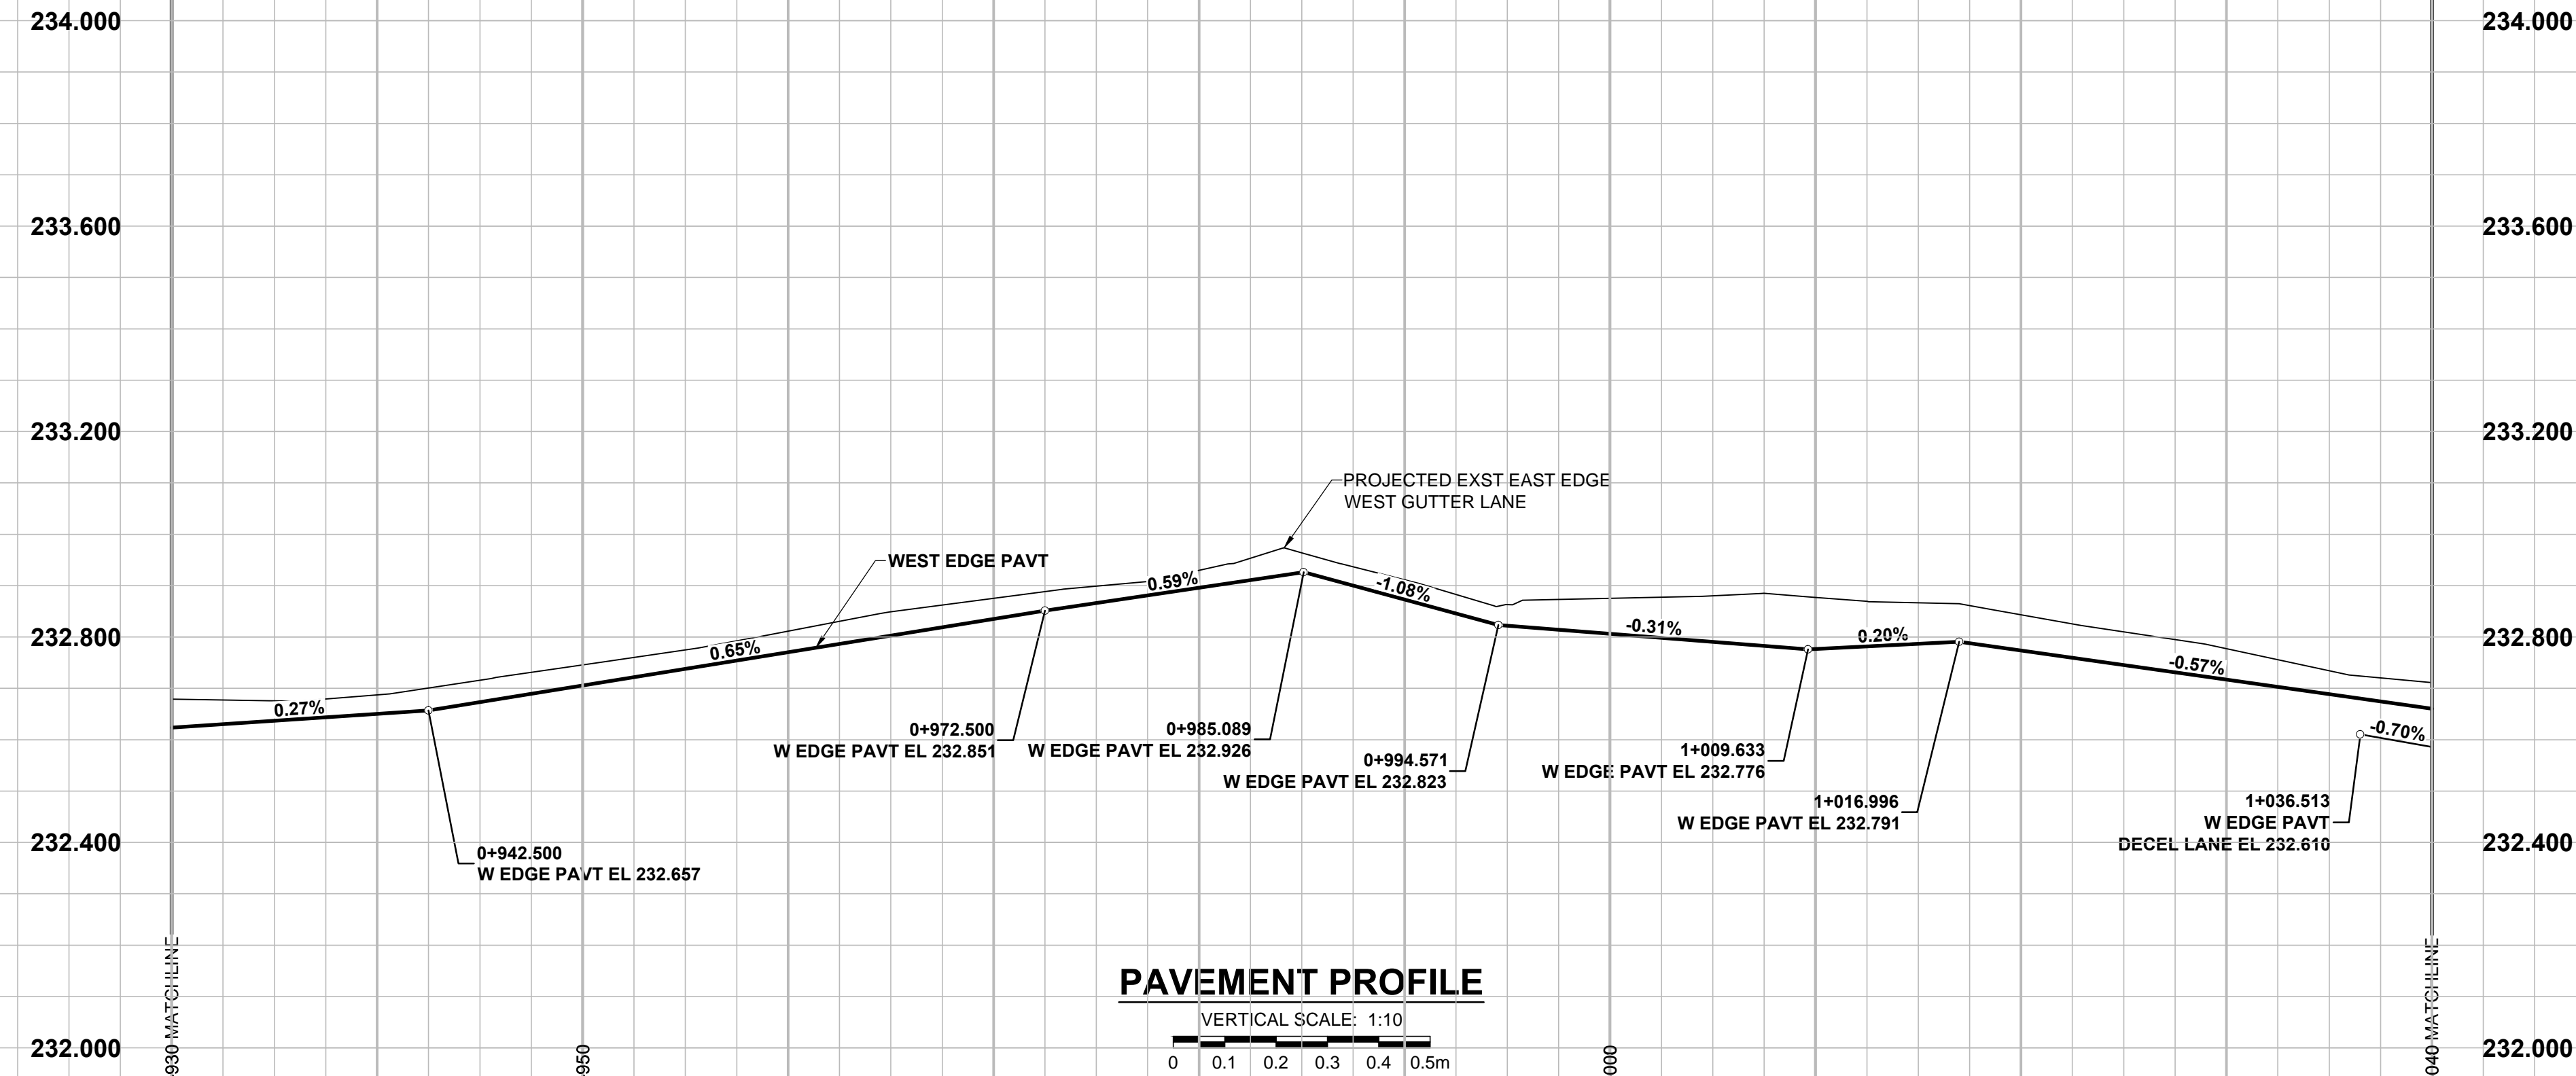 234.000
234.000
233.600
233.600
233.200
233.200
PROJECTED EXST EAST EDGE
WEST GUTTER LANE
WEST EDGE PAVT
0.59%
-1.08%
232.800
-0.31%
0.20%
232.800
0.65%
-0.57%
0.27%
-0.70%
0+972.500
W EDGE PAVT EL 232.851
0+985.089
W EDGE PAVT EL 232.926
0+994.571
W EDGE PAVT EL 232.823
1+009.633
W EDGE PAVT EL 232.776
1+016.996
W EDGE PAVT EL 232.791
1+036.513
W EDGE PAVT
DECEL LANE EL 232.610
232.400
232.400
0+942.500
W EDGE PAVT EL 232.657
930 MATCHLINE
040 MATCHLINE
PAVEMENT PROFILE
VERTICAL SCALE: 1:10
0 0.1 0.2 0.3 0.4 0.5m
232.000
950
000
232.000